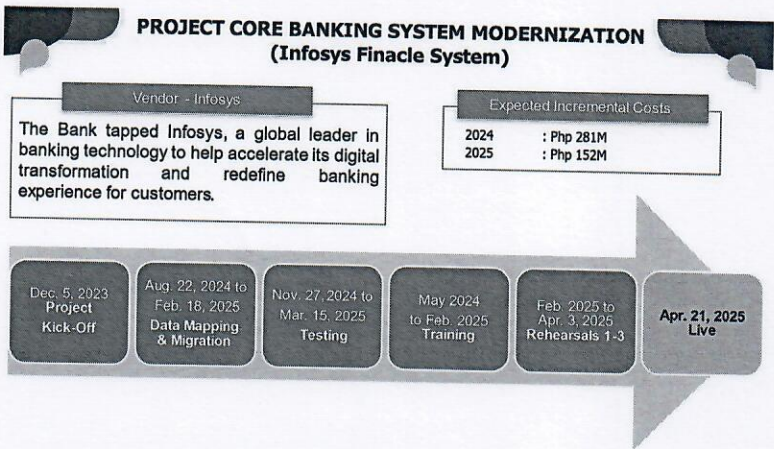 PROJECT CORE BANKING SYSTEM MODERNIZATION
(Infosys Finacle System)
Vendor - Infosys
The Bank tapped Infosys, a global leader in
banking technology to help accelerate its digital
transformation and redefine banking
experience for customers.
Expected Incremental Costs
2024 : Php 281M
2025 : Php 152M
Dec. 5, 2023
Project
Kick-Off
Aug. 22, 2024 to
Feb. 18, 2025
Data Mapping
& Migration
Nov. 27, 2024 to
Mar. 15, 2025
Testing
May 2024
to Feb. 2025
Training
Feb. 2025 to
Apr. 3, 2025
Rehearsals 1-3
Apr. 21, 2025
Live